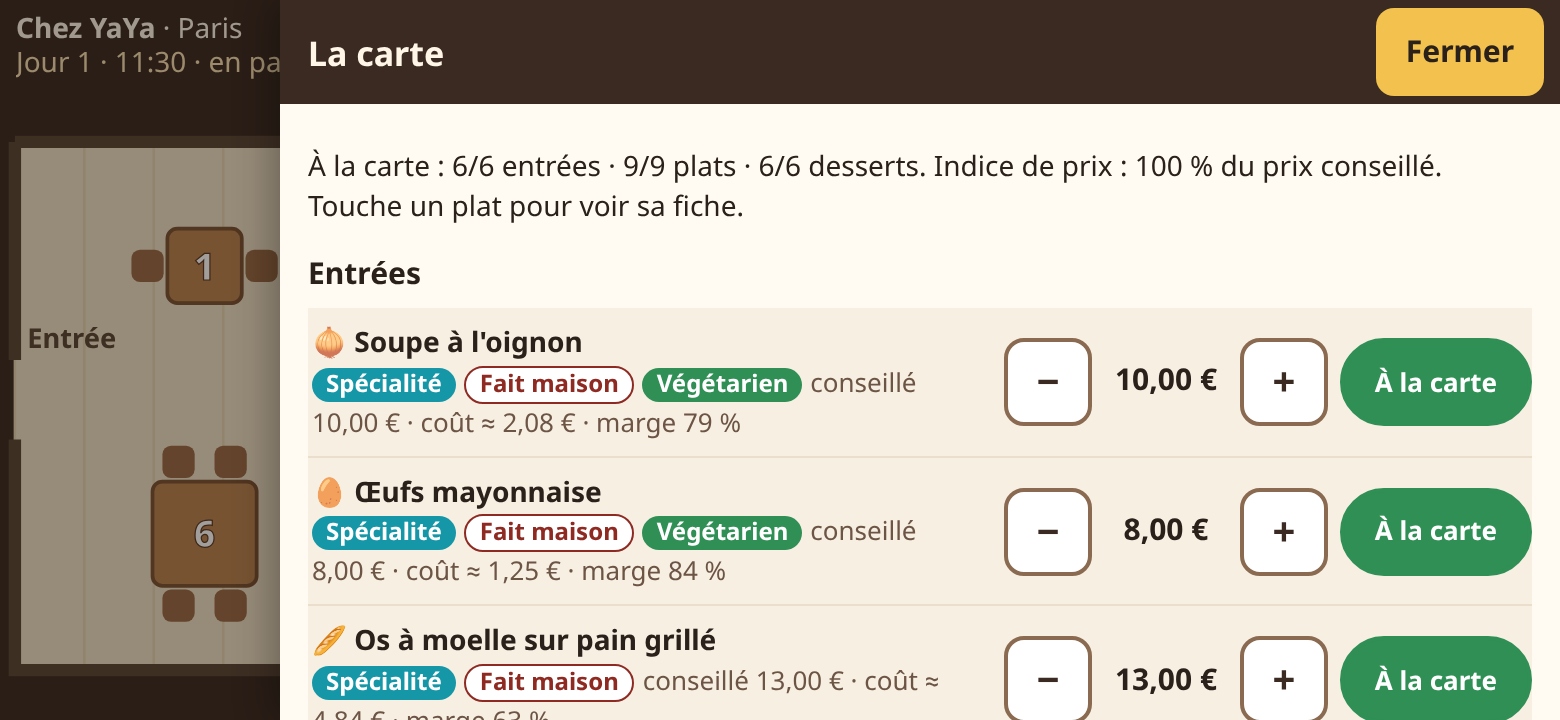 Chez YaYa · Paris
Jour 1 · 11:30 · en pa
La carte
Fermer
À la carte : 6/6 entrées · 9/9 plats · 6/6 desserts. Indice de prix : 100 % du prix conseillé.
Touche un plat pour voir sa fiche.
1
Entrée
6
Entrées
Soupe à l'oignon
Spécialité Fait maison Végétarien conseillé
10,00 € · coût ≈ 2,08 € · marge 79 %
− 10,00 € + À la carte
Œufs mayonnaise
Spécialité Fait maison Végétarien conseillé
8,00 € · coût ≈ 1,25 € · marge 84 %
− 8,00 € + À la carte
Os à moelle sur pain grillé
Spécialité Fait maison conseillé 13,00 € · coût ≈
4,84 € · marge 63 %
− 13,00 € + À la carte